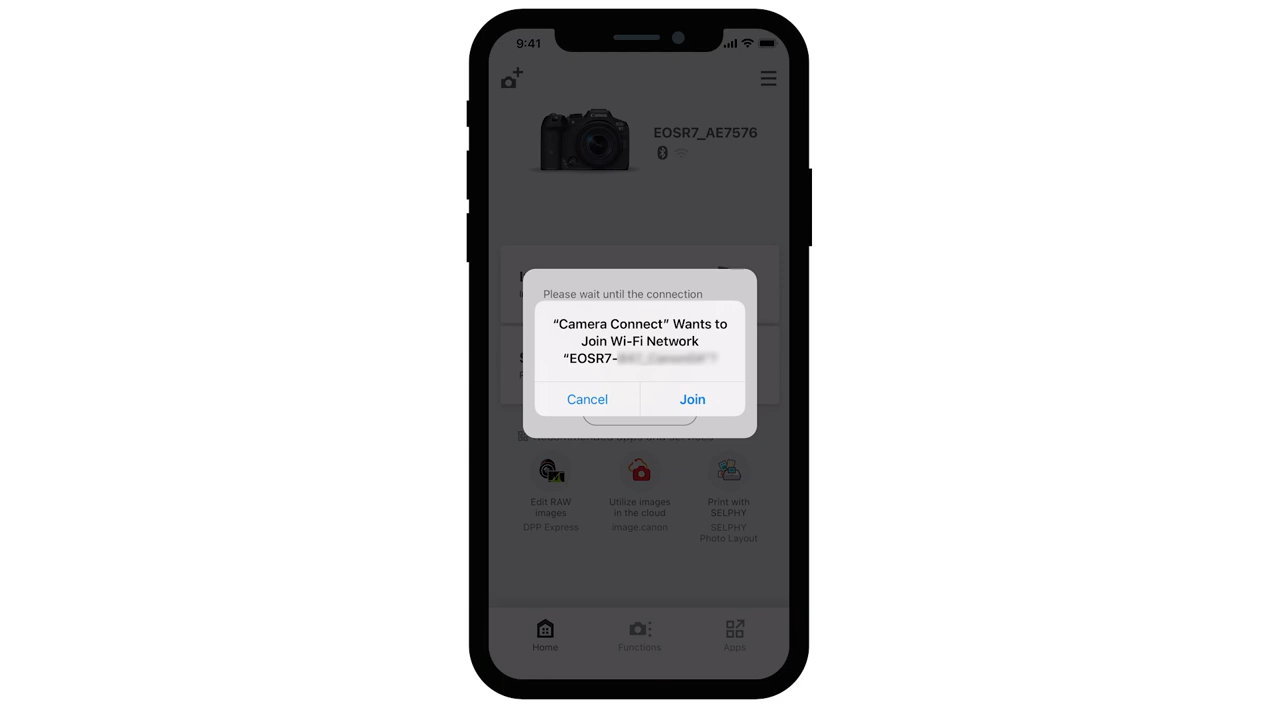 9:41
EOSR7_AE7576
Please wait until the connection
“Camera Connect” Wants to
Join Wi-Fi Network
“EOSR7-
Cancel
Join
Edit RAW
images
DPP Express
Utilize images
in the cloud
image.canon
Print with
SELPHY
SELPHY
Photo Layout
Home
Functions
Apps